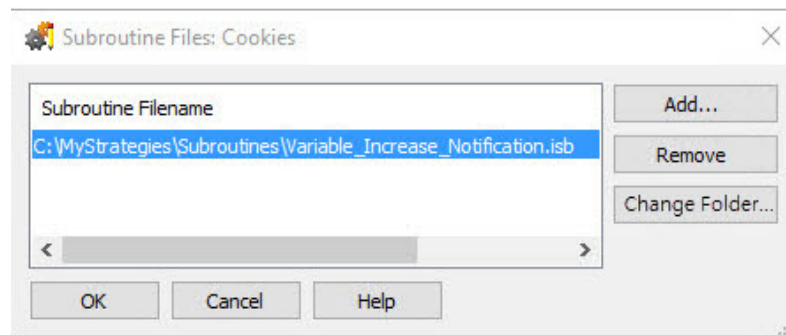 Subroutine Files: Cookies
Subroutine Filename
C:\MyStrategies\Subroutines\Variable_Increase_Notification.isb
Add...
Remove
Change Folder...
OK Cancel Help